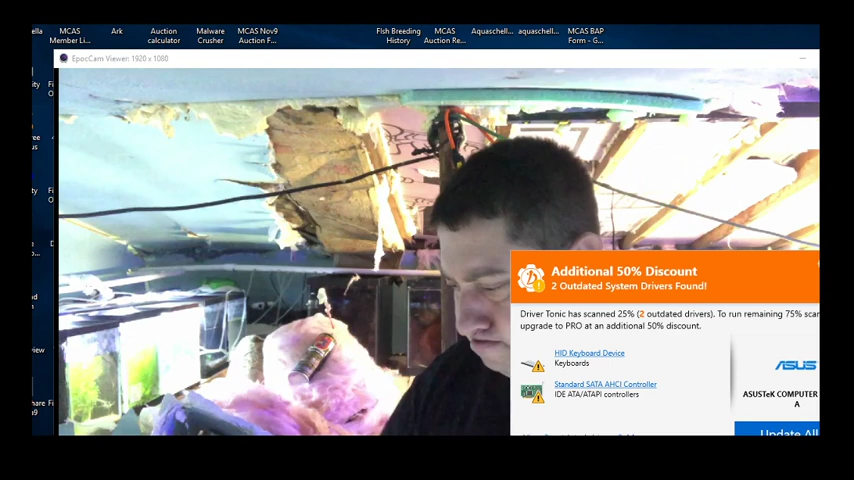 ella
MCAS
Member Li...
Ark
Auction
calculator
Malware
Crusher
MCAS Nov9
Auction F...
Fish Breeding
History
MCAS
Auction Re...
Aquaschell...
aquaschell...
MCAS BAP
Form - G...
EpocCam Viewer: 1920 x 1080
Additional 50% Discount
2 Outdated System Drivers Found!
Driver Tonic has scanned 25% (2 outdated drivers). To run remaining 75% scan
upgrade to PRO at an additional 50% discount.
HID Keyboard Device
Keyboards
Standard SATA AHCI Controller
IDE ATA/ATAPI controllers
ASUS
ASUSTeK COMPUTER
A
Update All